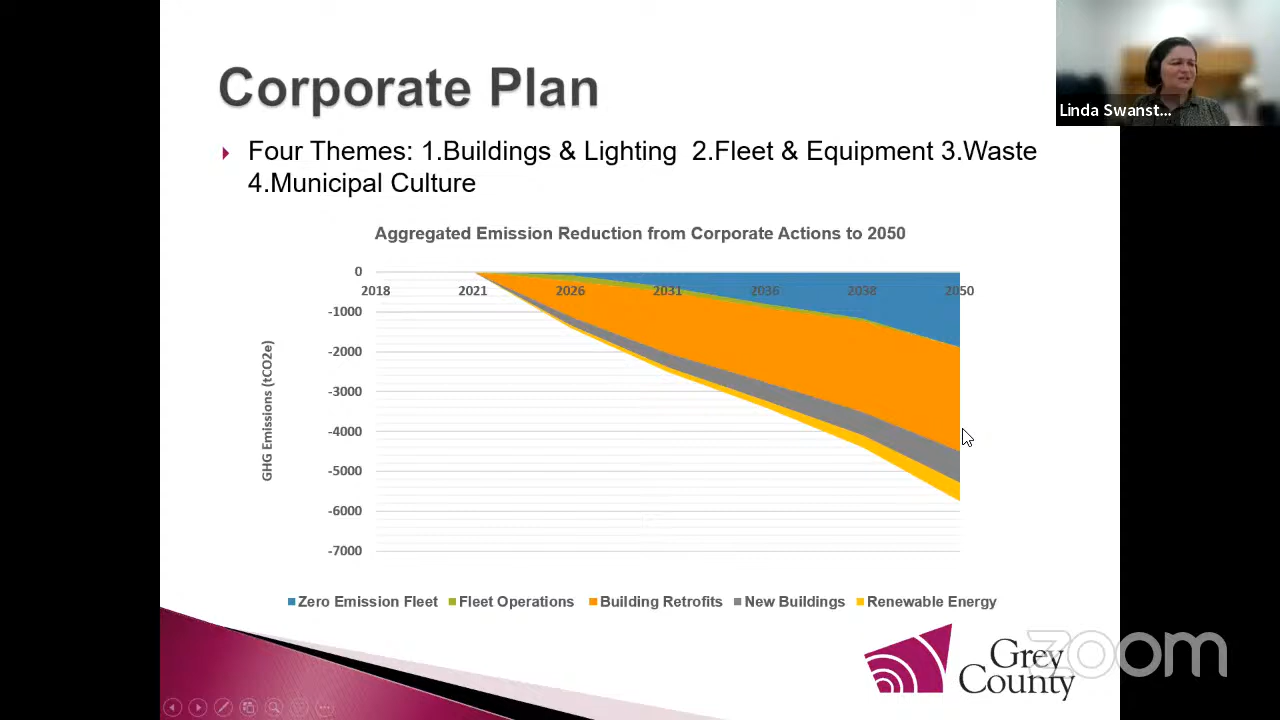 Corporate Plan
Linda Swanst...
Four Themes: 1.Buildings & Lighting 2.Fleet & Equipment 3.Waste
4.Municipal Culture
Aggregated Emission Reduction from Corporate Actions to 2050
0
2018 2021 2026 2031 2036 2038 2050
-1000
-2000
-3000
-4000
-5000
-6000
-7000
GHG Emissions (tCO2e)
Zero Emission Fleet Fleet Operations Building Retrofits New Buildings Renewable Energy
Grey
County
zoom